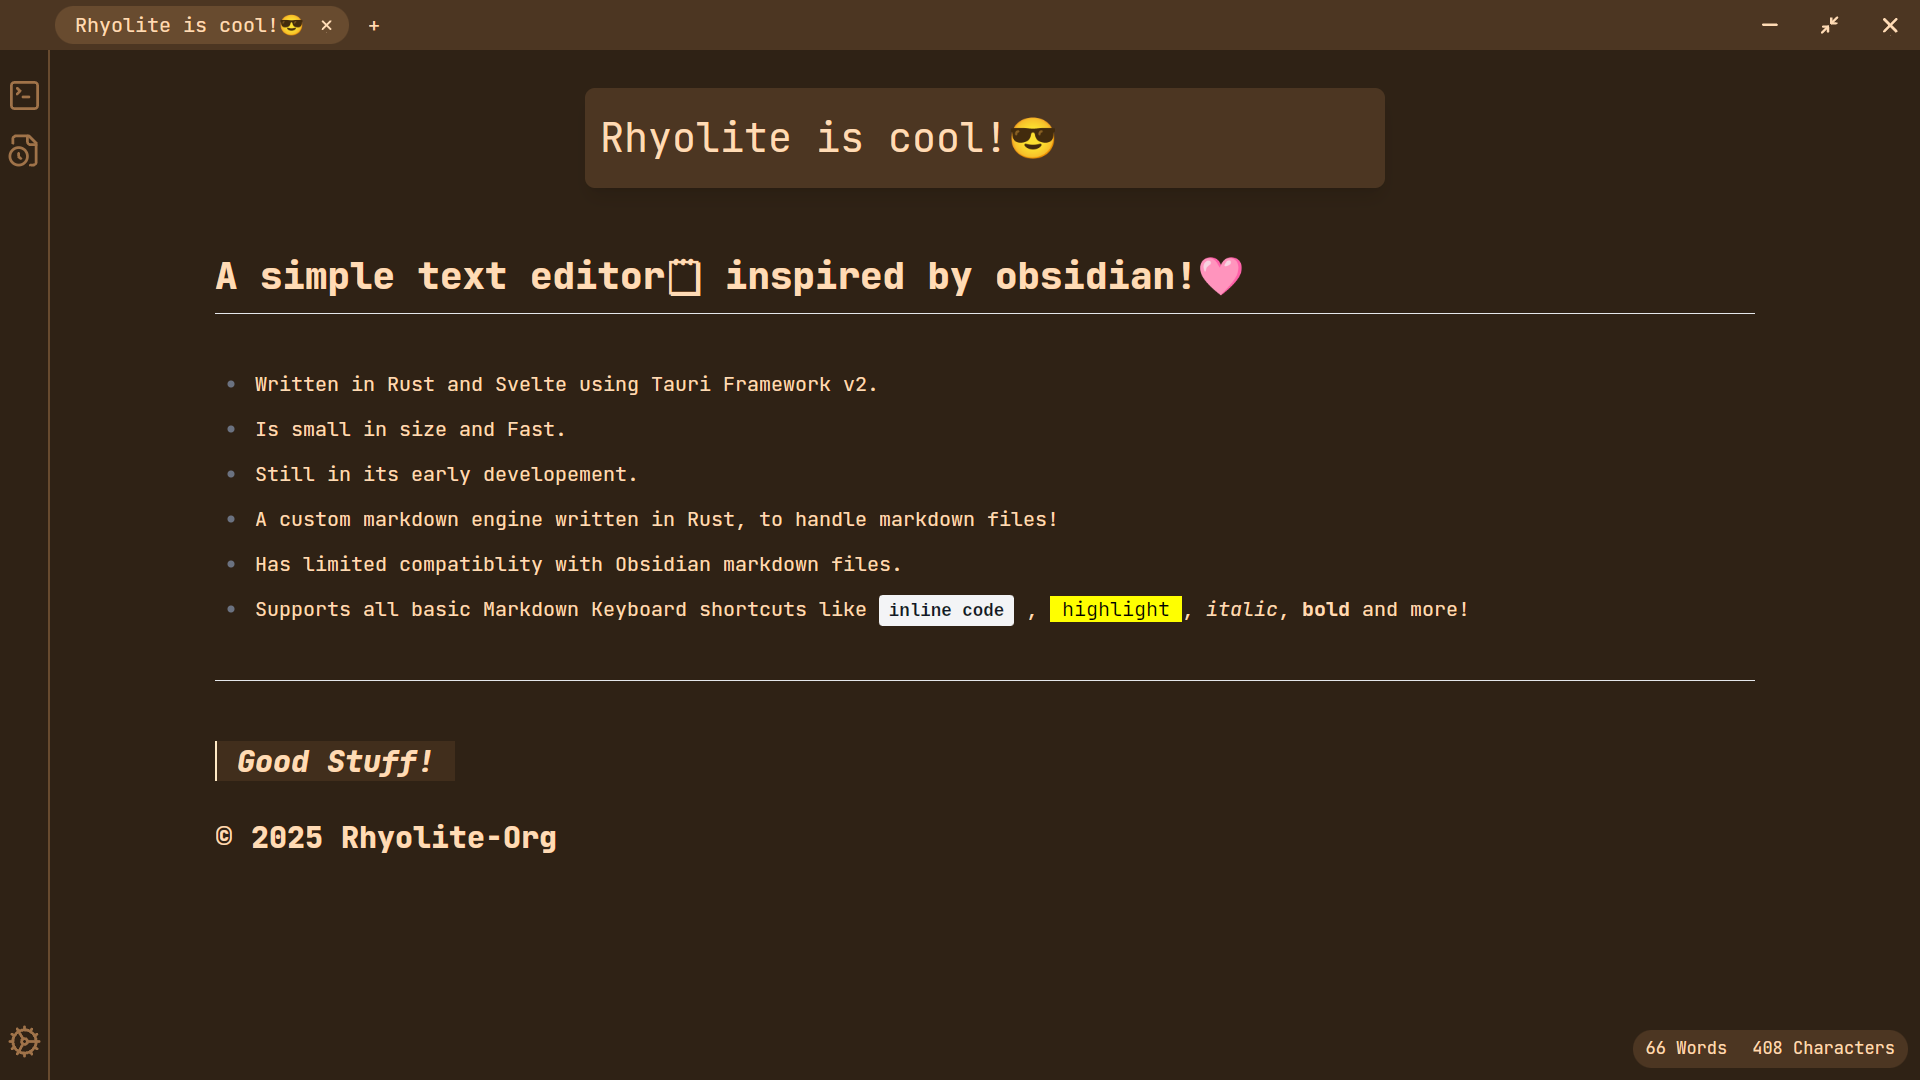 Rhyolite is cool!😎
Rhyolite is cool!😎
A simple text editor🗒 inspired by obsidian!🩷
Written in Rust and Svelte using Tauri Framework v2.
Is small in size and Fast.
Still in its early developement.
A custom markdown engine written in Rust, to handle markdown files!
Has limited compatiblity with Obsidian markdown files.
Supports all basic Markdown Keyboard shortcuts like inline code , highlight , italic, bold and more!
Good Stuff!
© 2025 Rhyolite-Org
66 Words 408 Characters